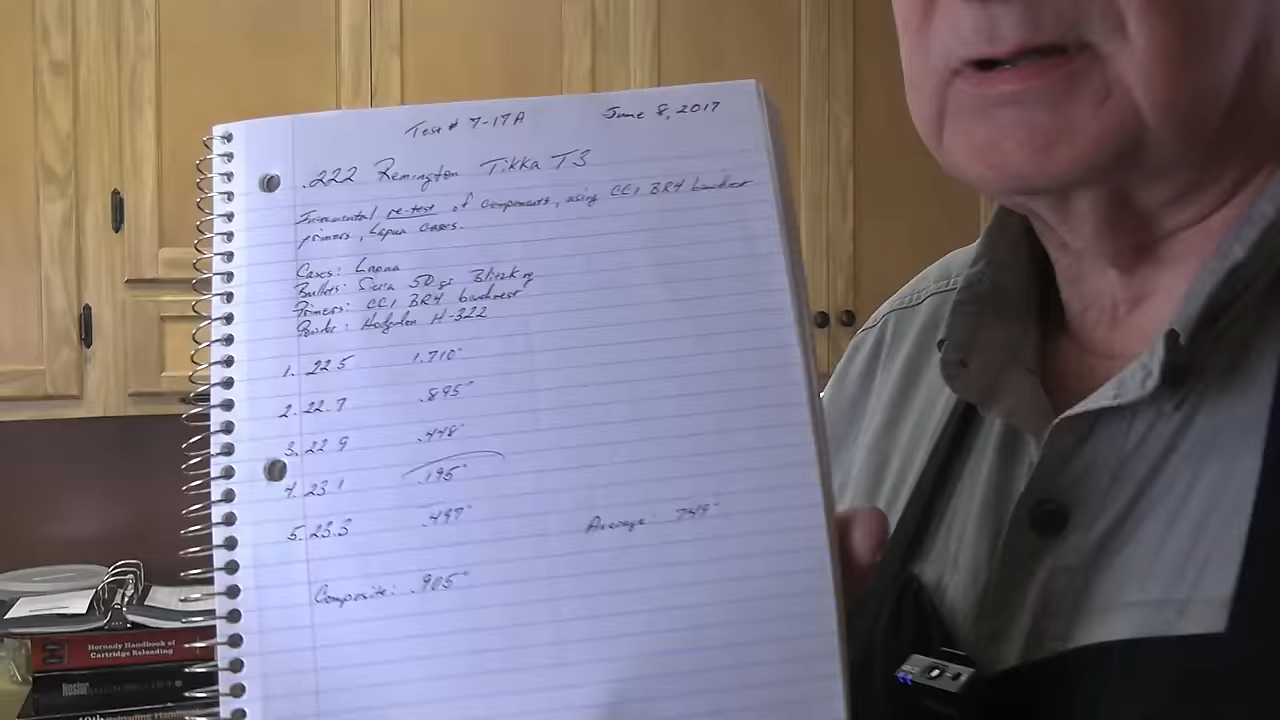 Test # 7-17A June 8, 2017
.222 Remington Tikka T3
Incremental re-test of components, using CCI BR4 benchrest
primers, Lapua cases.
Cases: Lapua
Bullets: Sierra 50 gr Blitzking
Primers: CCI BR4 benchrest
Powder: Hodgdon H-322
1. 22.5 1.710"
2. 22.7 .895"
3. 22.9 .448"
4. 23.1 .195"
5. 23.3 .497"
Average: .749"
Composite: .905"
Hornady Handbook of
Cartridge Reloading
Nosler